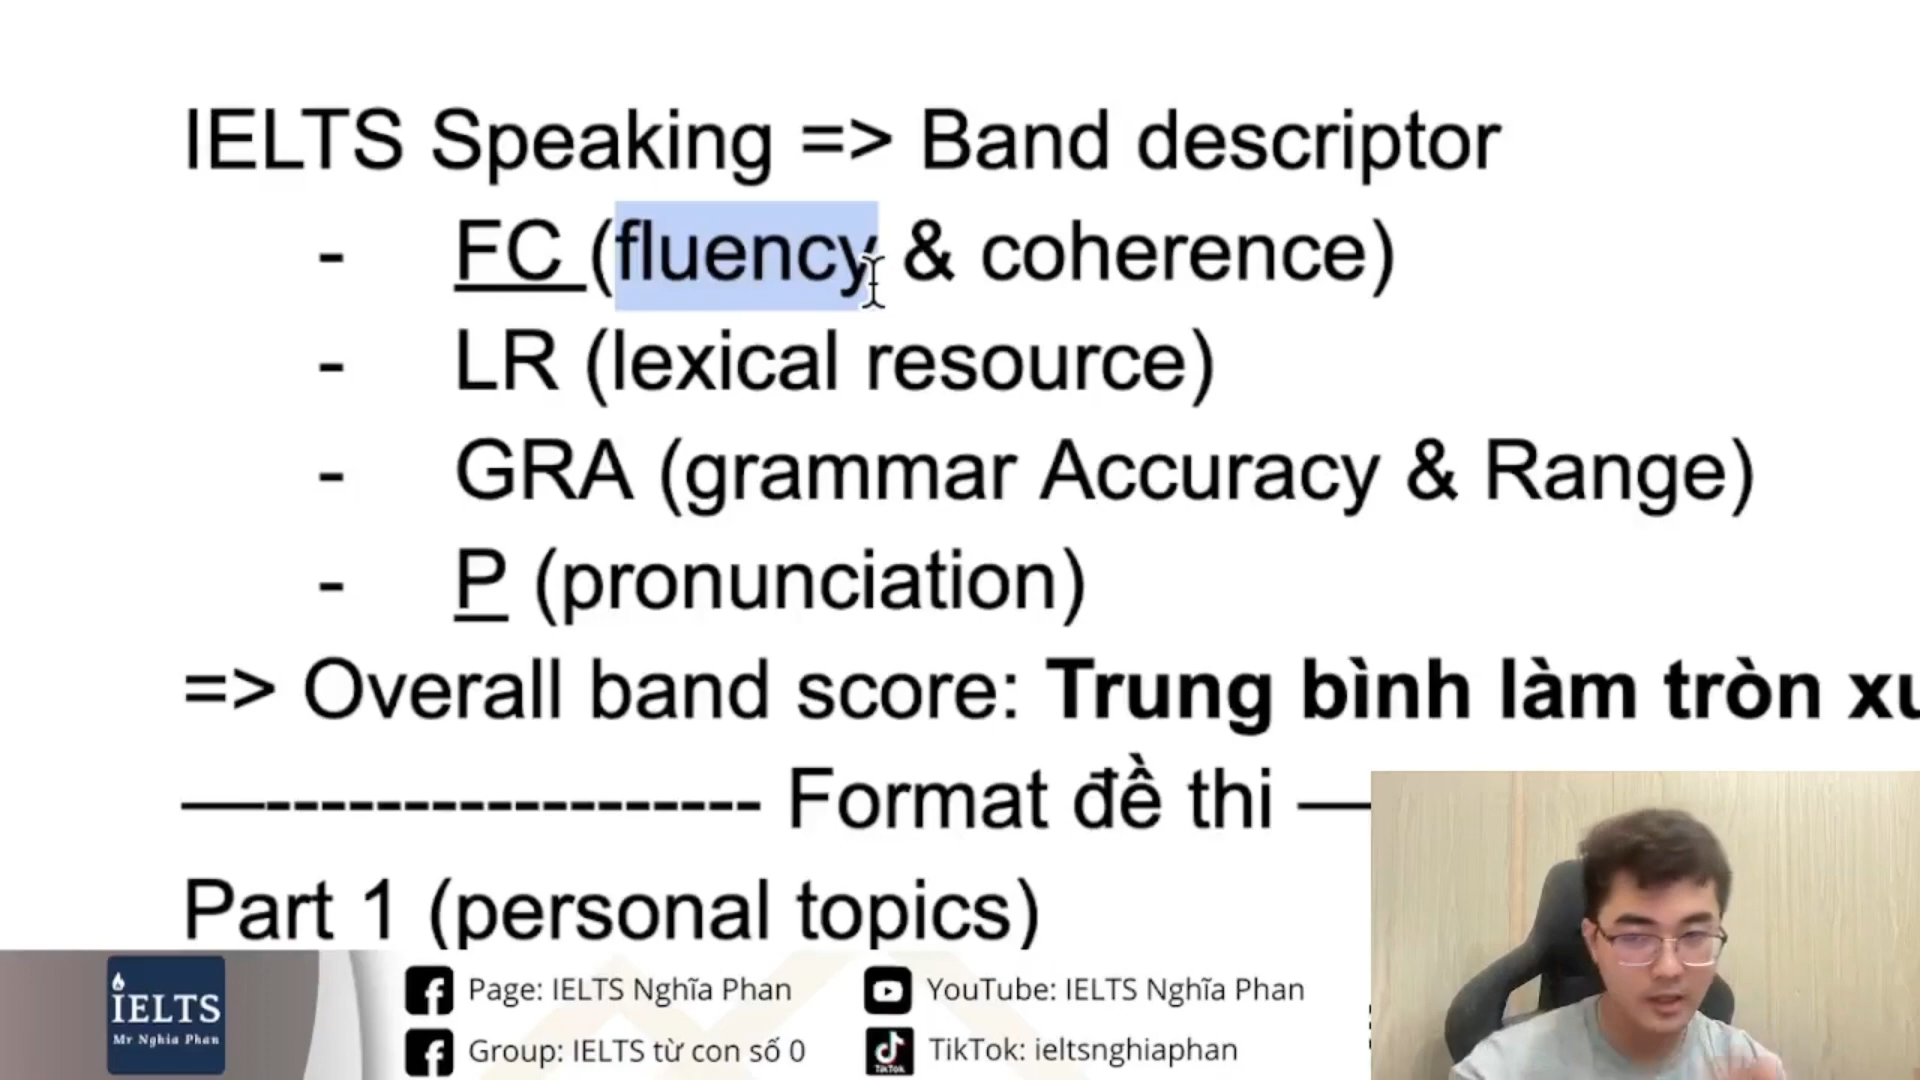 IELTS Speaking => Band descriptor
- FC (fluency & coherence)
- LR (lexical resource)
- GRA (grammar Accuracy & Range)
- P (pronunciation)
=> Overall band score: Trung bình làm tròn
—------------------ Format đề thi —
Part 1 (personal topics)
IELTS
Mr Nghia Phan
Page: IELTS Nghĩa Phan
YouTube: IELTS Nghĩa Phan
Group: IELTS từ con số 0
TikTok
TikTok: ieltsnghiaphan